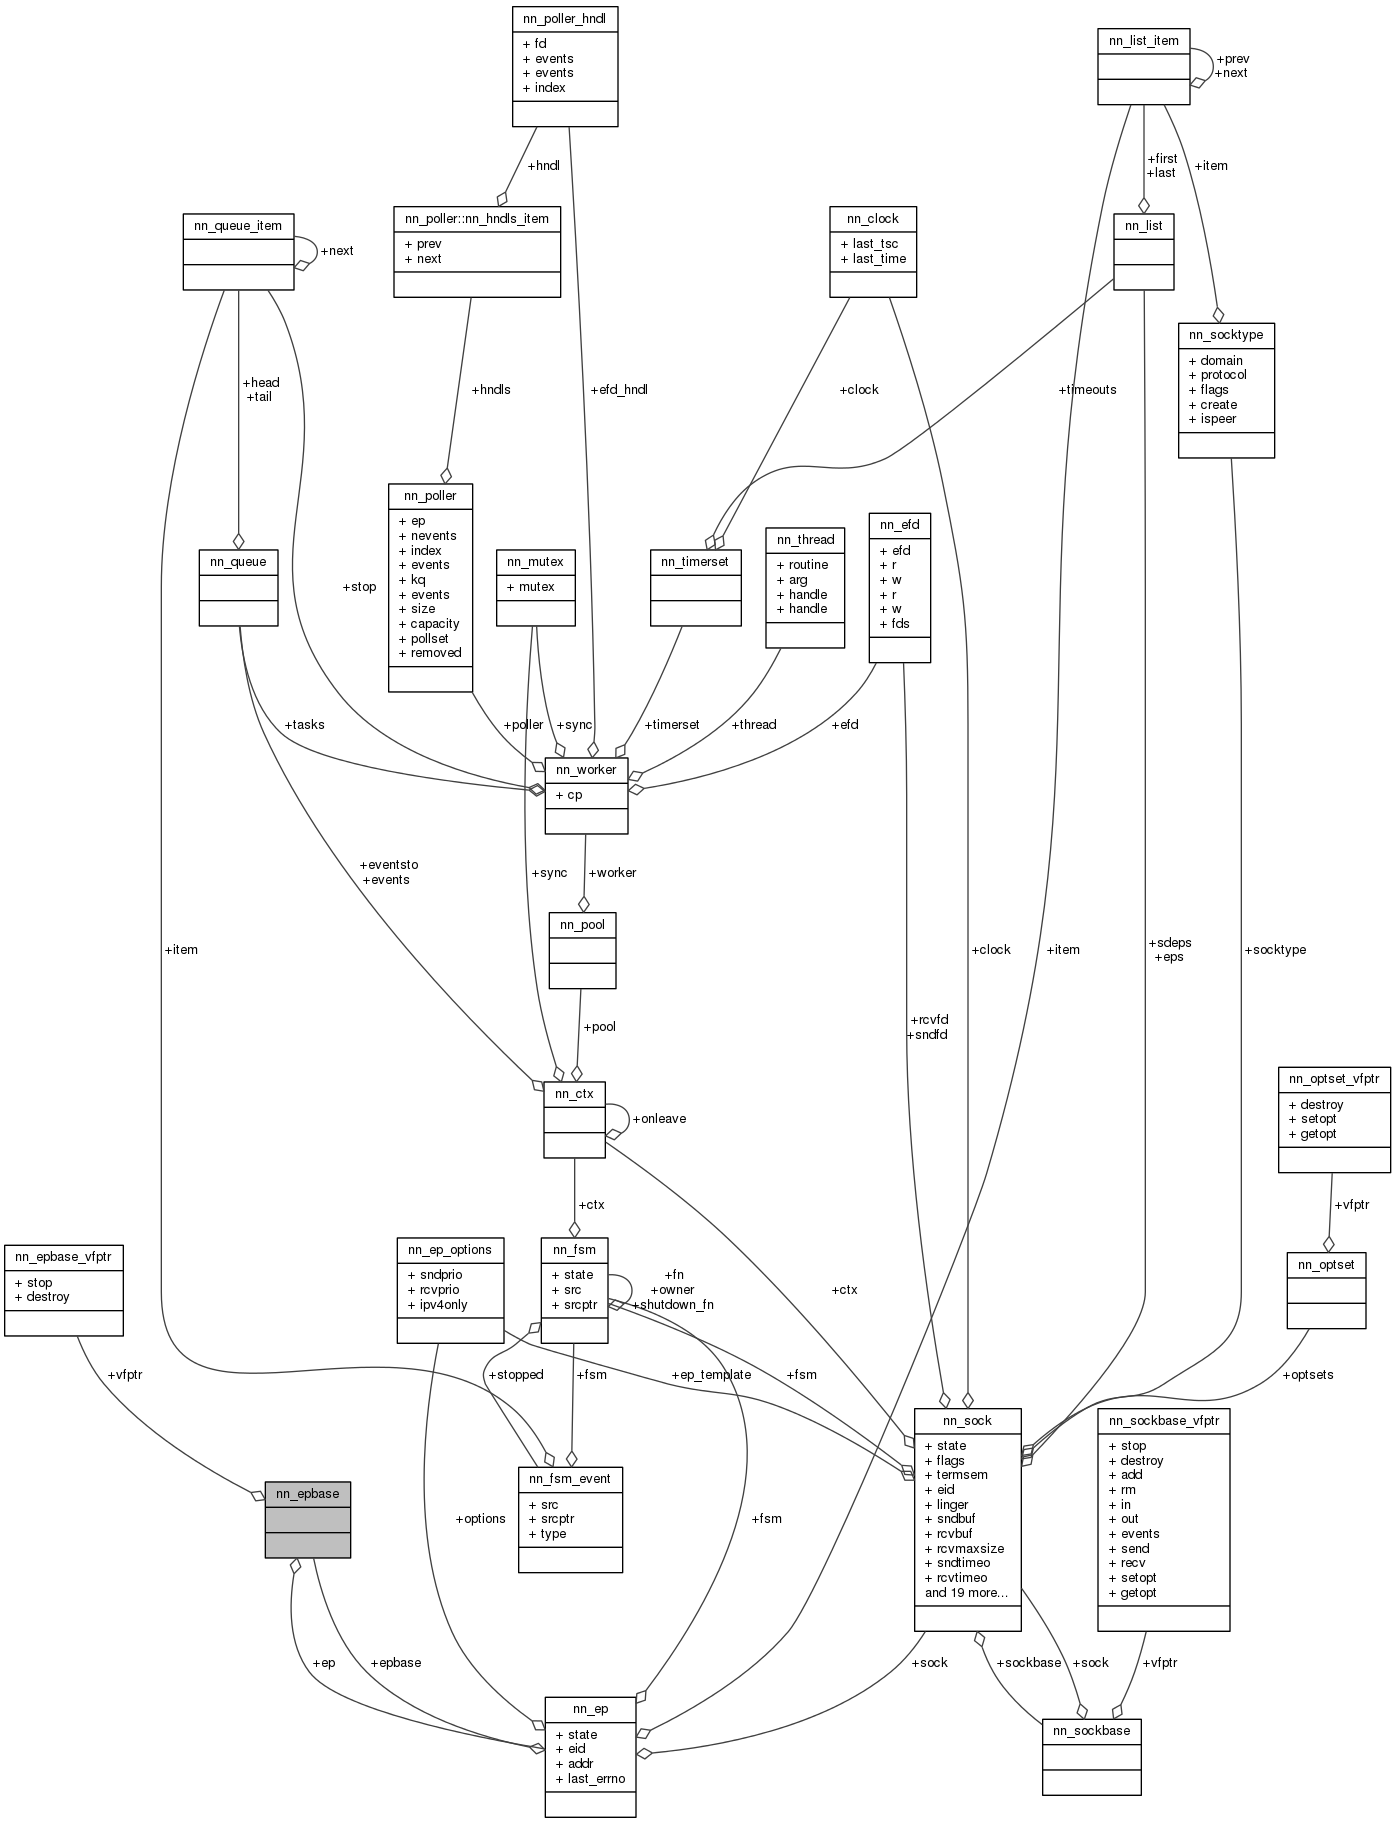 nn_poller_hndl
+ fd
+ events
+ events
+ index
nn_list_item
+prev
+next
+hndl
+first
+last
+item
nn_queue_item
+next
nn_poller::nn_hndls_item
+ prev
+ next
nn_clock
+ last_tsc
+ last_time
nn_list
nn_socktype
+ domain
+ protocol
+ flags
+ create
+ ispeer
+head
+tail
+hndls
+efd_hndl
+clock
+timeouts
nn_poller
+ ep
+ nevents
+ index
+ events
+ kq
+ events
+ size
+ capacity
+ pollset
+ removed
nn_queue
+stop
nn_mutex
+ mutex
nn_timerset
nn_thread
+ routine
+ arg
+ handle
+ handle
nn_efd
+ efd
+ r
+ w
+ r
+ w
+ fds
+tasks
+poller
+sync
+timerset
+thread
+efd
nn_worker
+ cp
+eventsto
+events
+sync
+worker
nn_pool
+item
+item
+clock
+sdeps
+eps
+socktype
+pool
+rcvfd
+sndfd
nn_ctx
+onleave
nn_optset_vfptr
+ destroy
+ setopt
+ getopt
+ctx
+vfptr
nn_epbase_vfptr
+ stop
+ destroy
nn_ep_options
+ sndprio
+ rcvprio
+ ipv4only
nn_fsm
+ state
+ src
+ srcptr
+fn
+owner
+shutdown_fn
+ctx
nn_optset
+vfptr
+stopped
+fsm
+ep_template
+fsm
+optsets
nn_epbase
+options
nn_fsm_event
+ src
+ srcptr
+ type
+fsm
nn_sock
+ state
+ flags
+ termsem
+ eid
+ linger
+ sndbuf
+ rcvbuf
+ rcvmaxsize
+ sndtimeo
+ rcvtimeo
and 19 more...
nn_sockbase_vfptr
+ stop
+ destroy
+ add
+ rm
+ in
+ out
+ events
+ send
+ recv
+ setopt
+ getopt
+ep
+epbase
+sock
+sockbase
+sock
+vfptr
nn_ep
+ state
+ eid
+ addr
+ last_errno
nn_sockbase